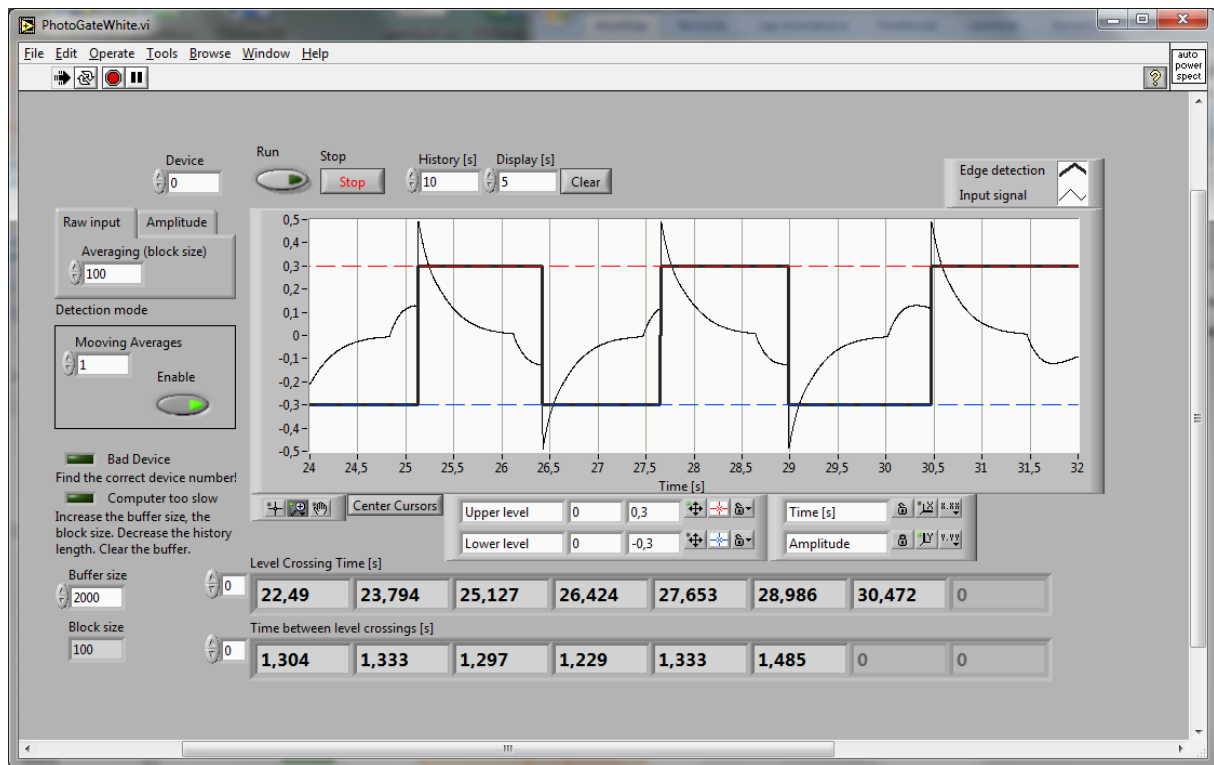 PhotoGateWhite.vi
File Edit Operate Tools Browse Window Help
auto
power
spect
?
Device
0
Run
Stop
Stop
History [s]
10
Display [s]
5
Clear
Edge detection
Input signal
Raw input
Amplitude
Averaging (block size)
100
Detection mode
Mooving Averages
1
Enable
Bad Device
Find the correct device number!
Computer too slow
Increase the buffer size, the
block size. Decrease the history
length. Clear the buffer.
Buffer size
2000
Block size
100
0,5
0,4
0,3
0,2
0,1
0
-0,1
-0,2
-0,3
-0,4
-0,5
24 24,5 25 25,5 26 26,5 27 27,5 28 28,5 29 29,5 30 30,5 31 31,5 32
Time [s]
Center Cursors
Upper level 0 0,3
Lower level 0 -0,3
Time [s]
Amplitude
Level Crossing Time [s]
0 22,49 23,794 25,127 26,424 27,653 28,986 30,472 0
Time between level crossings [s]
0 1,304 1,333 1,297 1,229 1,333 1,485 0 0